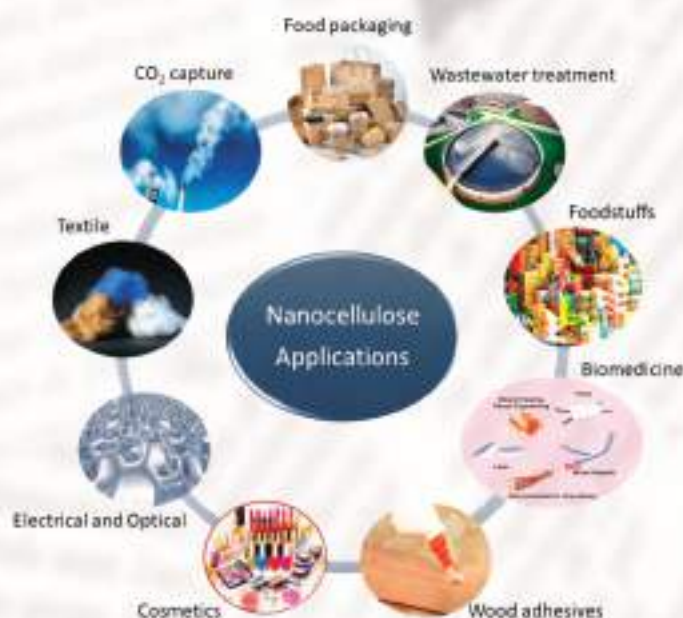 Food packaging
CO₂ capture
Wastewater treatment
Textile
Foodstuffs
Nanocellulose
Applications
Biomedicine
Electrical and Optical
Cosmetics
Wood adhesives